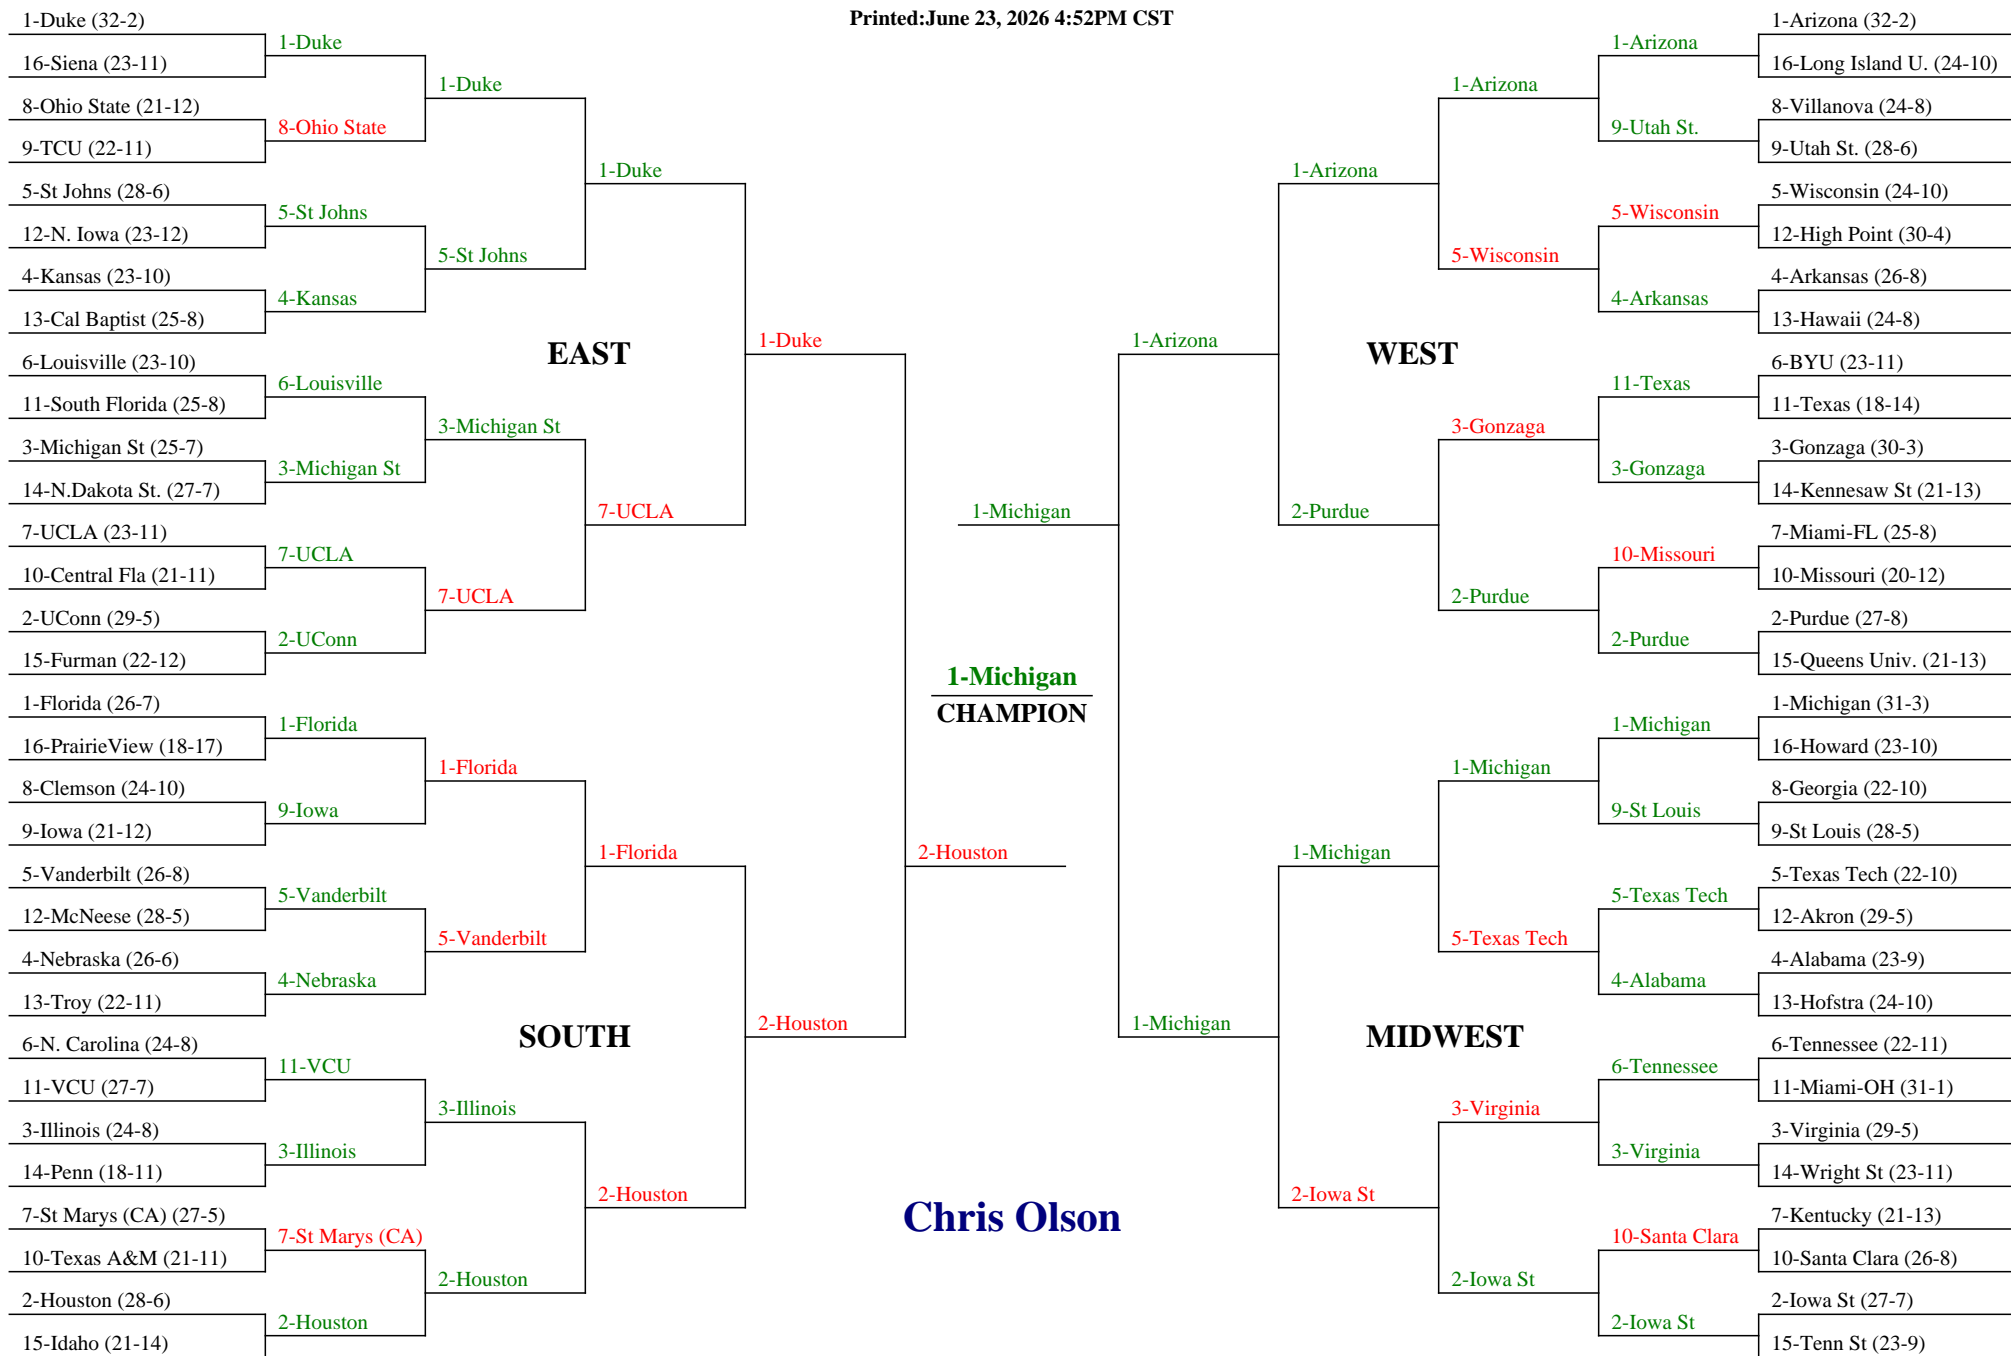 Printed:June 23, 2026 4:52PM CST
1-Duke (32-2)
16-Siena (23-11)
8-Ohio State (21-12)
9-TCU (22-11)
5-St Johns (28-6)
12-N. Iowa (23-12)
4-Kansas (23-10)
13-Cal Baptist (25-8)
6-Louisville (23-10)
11-South Florida (25-8)
3-Michigan St (25-7)
14-N.Dakota St. (27-7)
7-UCLA (23-11)
10-Central Fla (21-11)
2-UConn (29-5)
15-Furman (22-12)
1-Florida (26-7)
16-PrairieView (18-17)
8-Clemson (24-10)
9-Iowa (21-12)
5-Vanderbilt (26-8)
12-McNeese (28-5)
4-Nebraska (26-6)
13-Troy (22-11)
6-N. Carolina (24-8)
11-VCU (27-7)
3-Illinois (24-8)
14-Penn (18-11)
7-St Marys (CA) (27-5)
10-Texas A&M (21-11)
2-Houston (28-6)
15-Idaho (21-14)
1-Duke
8-Ohio State
5-St Johns
4-Kansas
6-Louisville
3-Michigan St
7-UCLA
2-UConn
1-Florida
9-Iowa
5-Vanderbilt
4-Nebraska
11-VCU
3-Illinois
7-St Marys (CA)
2-Houston
1-Duke
5-St Johns
3-Michigan St
7-UCLA
1-Florida
5-Vanderbilt
3-Illinois
2-Houston
1-Duke
7-UCLA
1-Florida
2-Houston
EAST
SOUTH
1-Duke
2-Houston
2-Houston
1-Michigan
1-Michigan
CHAMPION
Chris Olson
1-Arizona
1-Michigan
WEST
MIDWEST
1-Arizona
2-Purdue
1-Michigan
2-Iowa St
1-Arizona
5-Wisconsin
3-Gonzaga
2-Purdue
1-Michigan
5-Texas Tech
3-Virginia
2-Iowa St
1-Arizona
9-Utah St.
5-Wisconsin
4-Arkansas
11-Texas
3-Gonzaga
10-Missouri
2-Purdue
1-Michigan
9-St Louis
5-Texas Tech
4-Alabama
6-Tennessee
3-Virginia
10-Santa Clara
2-Iowa St
1-Arizona (32-2)
16-Long Island U. (24-10)
8-Villanova (24-8)
9-Utah St. (28-6)
5-Wisconsin (24-10)
12-High Point (30-4)
4-Arkansas (26-8)
13-Hawaii (24-8)
6-BYU (23-11)
11-Texas (18-14)
3-Gonzaga (30-3)
14-Kennesaw St (21-13)
7-Miami-FL (25-8)
10-Missouri (20-12)
2-Purdue (27-8)
15-Queens Univ. (21-13)
1-Michigan (31-3)
16-Howard (23-10)
8-Georgia (22-10)
9-St Louis (28-5)
5-Texas Tech (22-10)
12-Akron (29-5)
4-Alabama (23-9)
13-Hofstra (24-10)
6-Tennessee (22-11)
11-Miami-OH (31-1)
3-Virginia (29-5)
14-Wright St (23-11)
7-Kentucky (21-13)
10-Santa Clara (26-8)
2-Iowa St (27-7)
15-Tenn St (23-9)